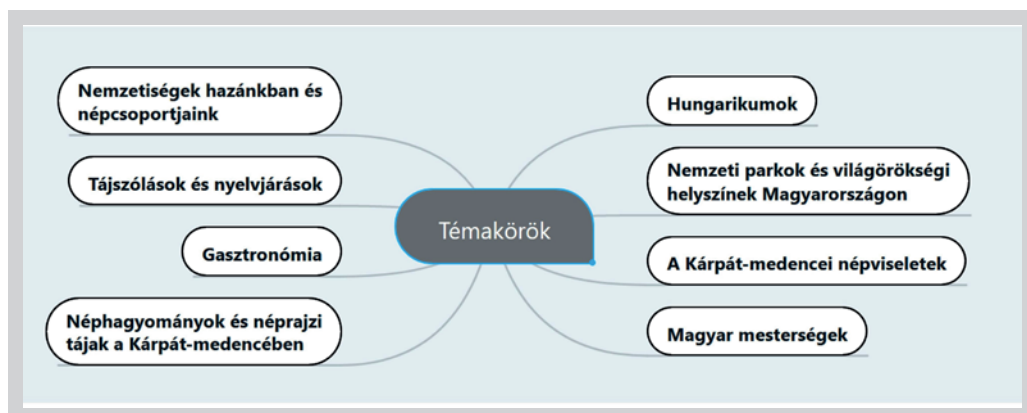 Nemzetiségek hazánkban és
népcsoportjaink
Tájszólások és nyelvjárások
Gasztronómia
Néphagyományok és néprajzi
tájak a Kárpát-medencében
Témakörök
Hungarikumok
Nemzeti parkok és világörökségi
helyszínek Magyarországon
A Kárpát-medencei népviseletek
Magyar mesterségek